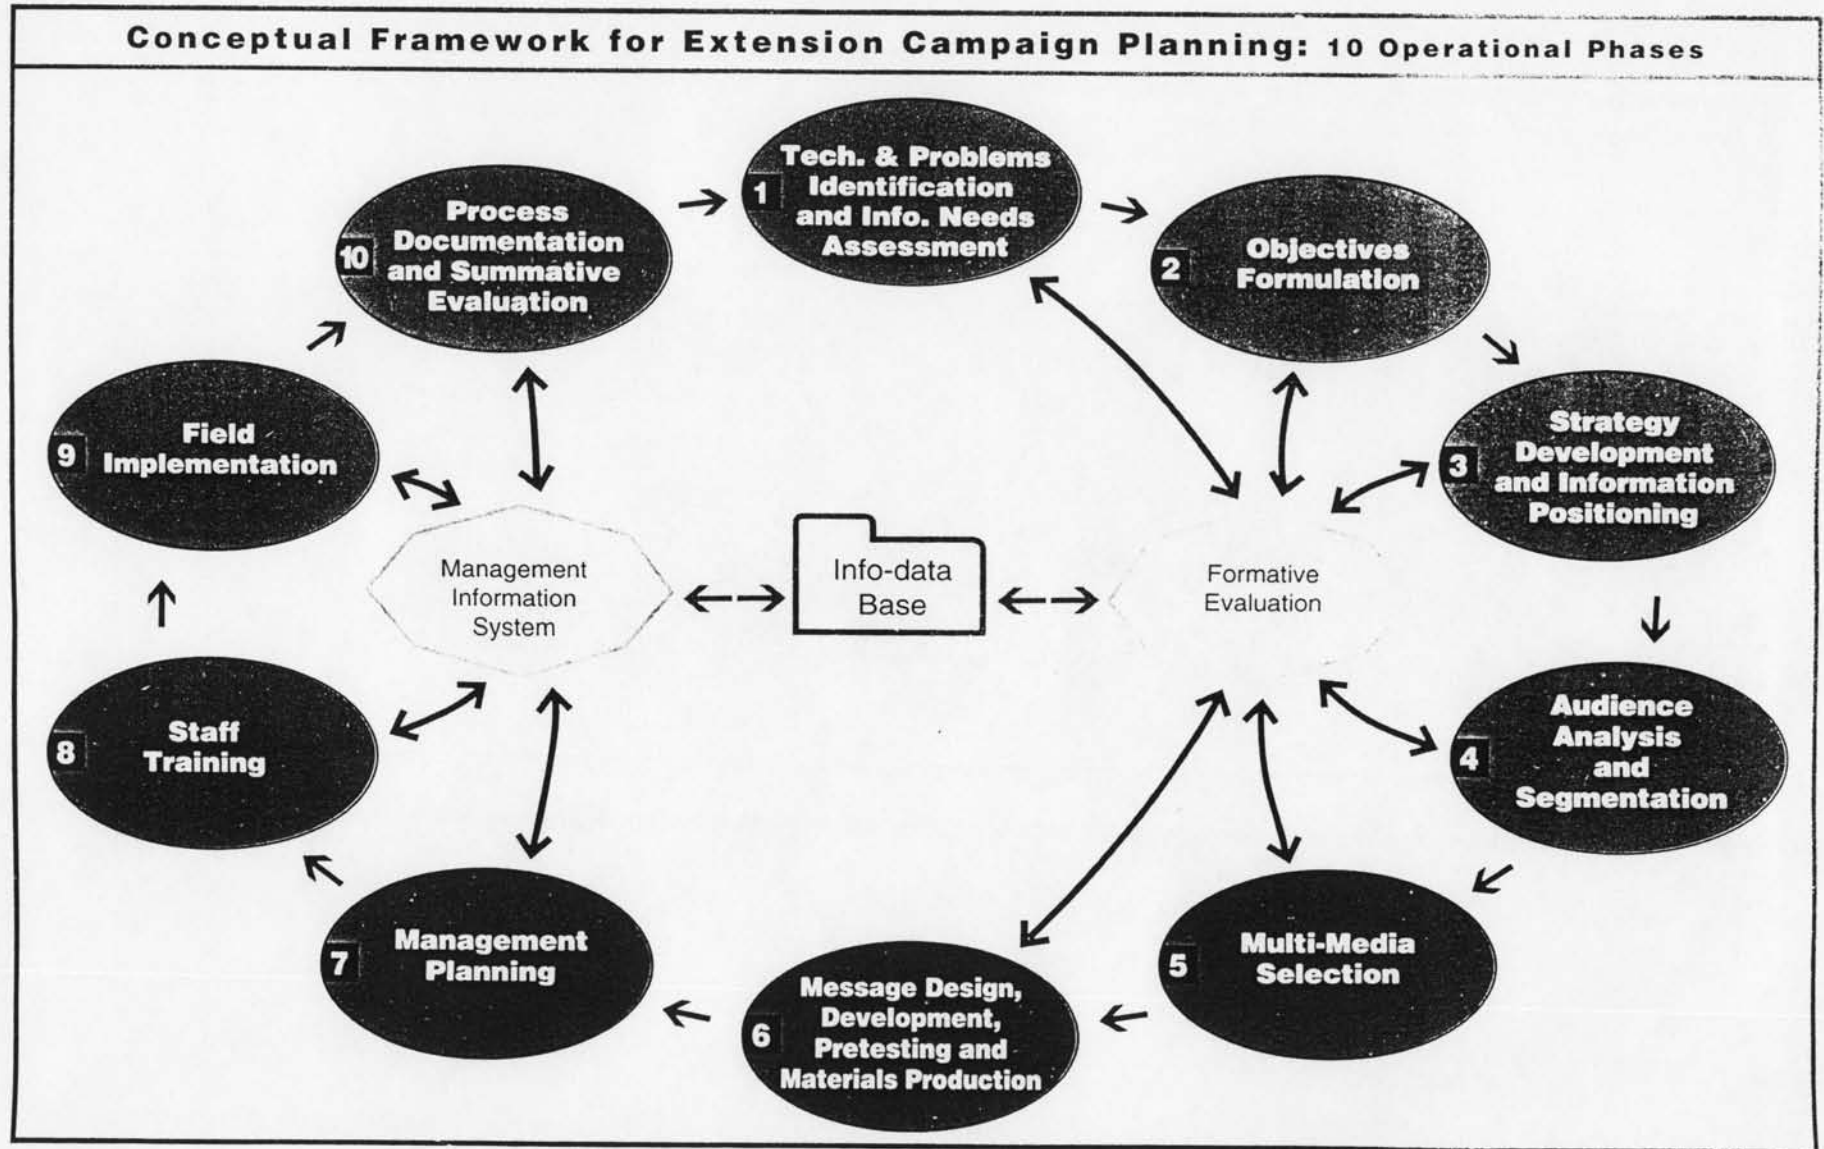 Conceptual Framework for Extension Campaign Planning: 10 Operational Phases
1
Tech. & Problems
Identification
and Info. Needs
Assessment
2
Objectives
Formulation
3
Strategy
Development
and Information
Positioning
4
Audience
Analysis
and
Segmentation
5
Multi-Media
Selection
6
Message Design,
Development,
Pretesting and
Materials Production
7
Management
Planning
8
Staff
Training
9
Field
Implementation
10
Process
Documentation
and Summative
Evaluation
Management
Information
System
Info-data
Base
Formative
Evaluation